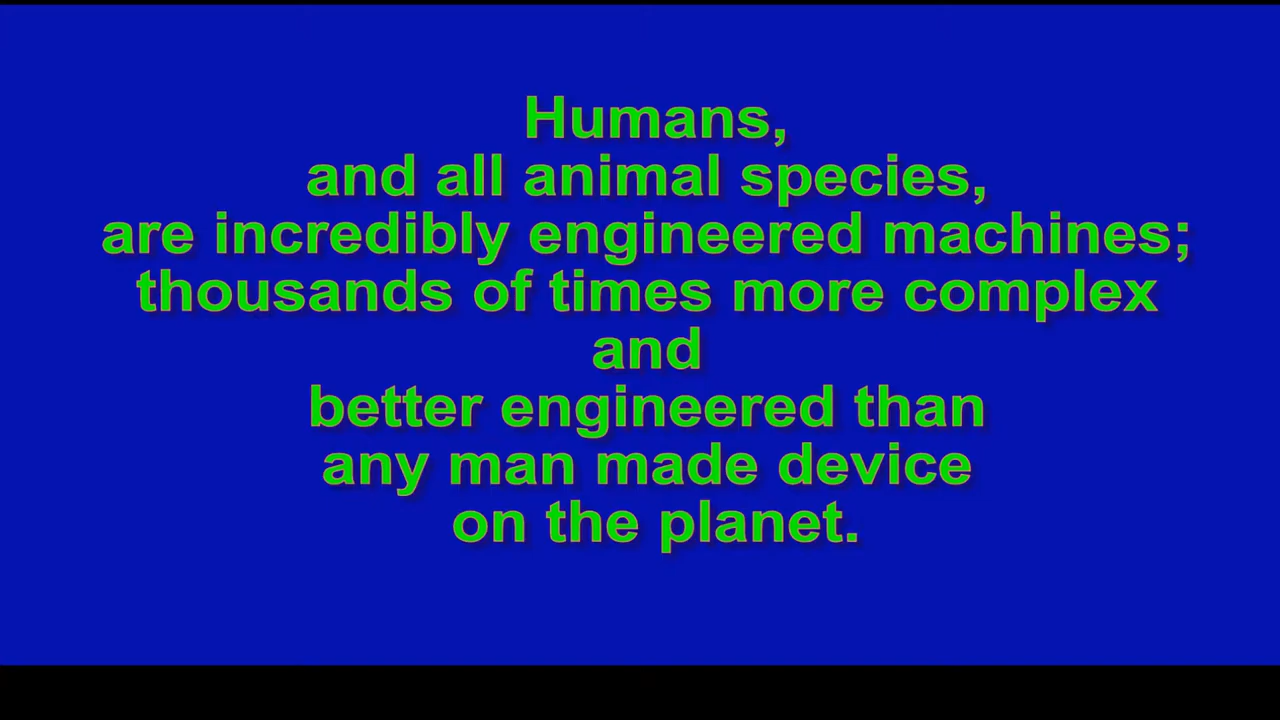 Humans,
and all animal species,
are incredibly engineered machines;
thousands of times more complex
and
better engineered than
any man made device
on the planet.